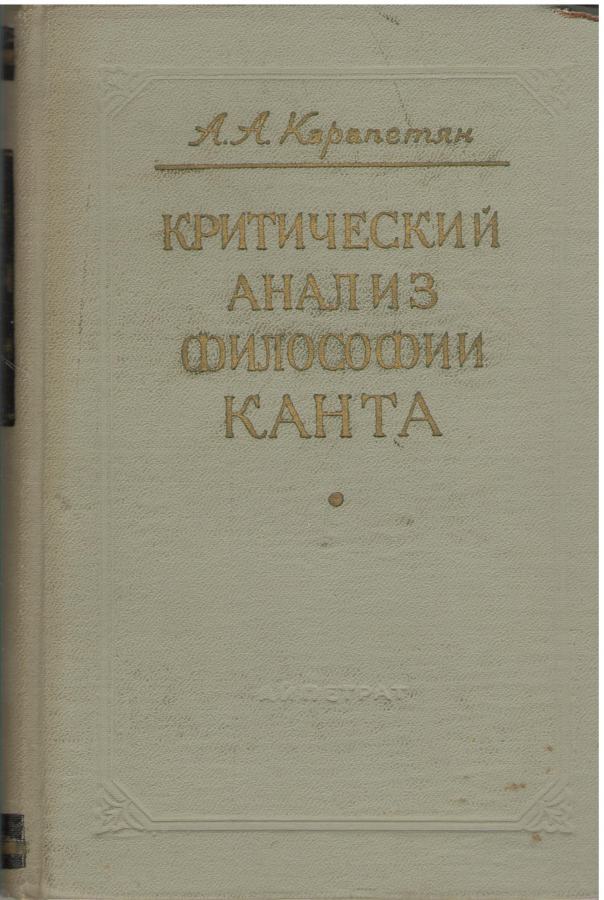 А. А. Карапетян
КРИТИЧЕСКИЙ
АНАЛИЗ
ФИЛОСОФИИ
КАНТА
АЙПЕТРАТ